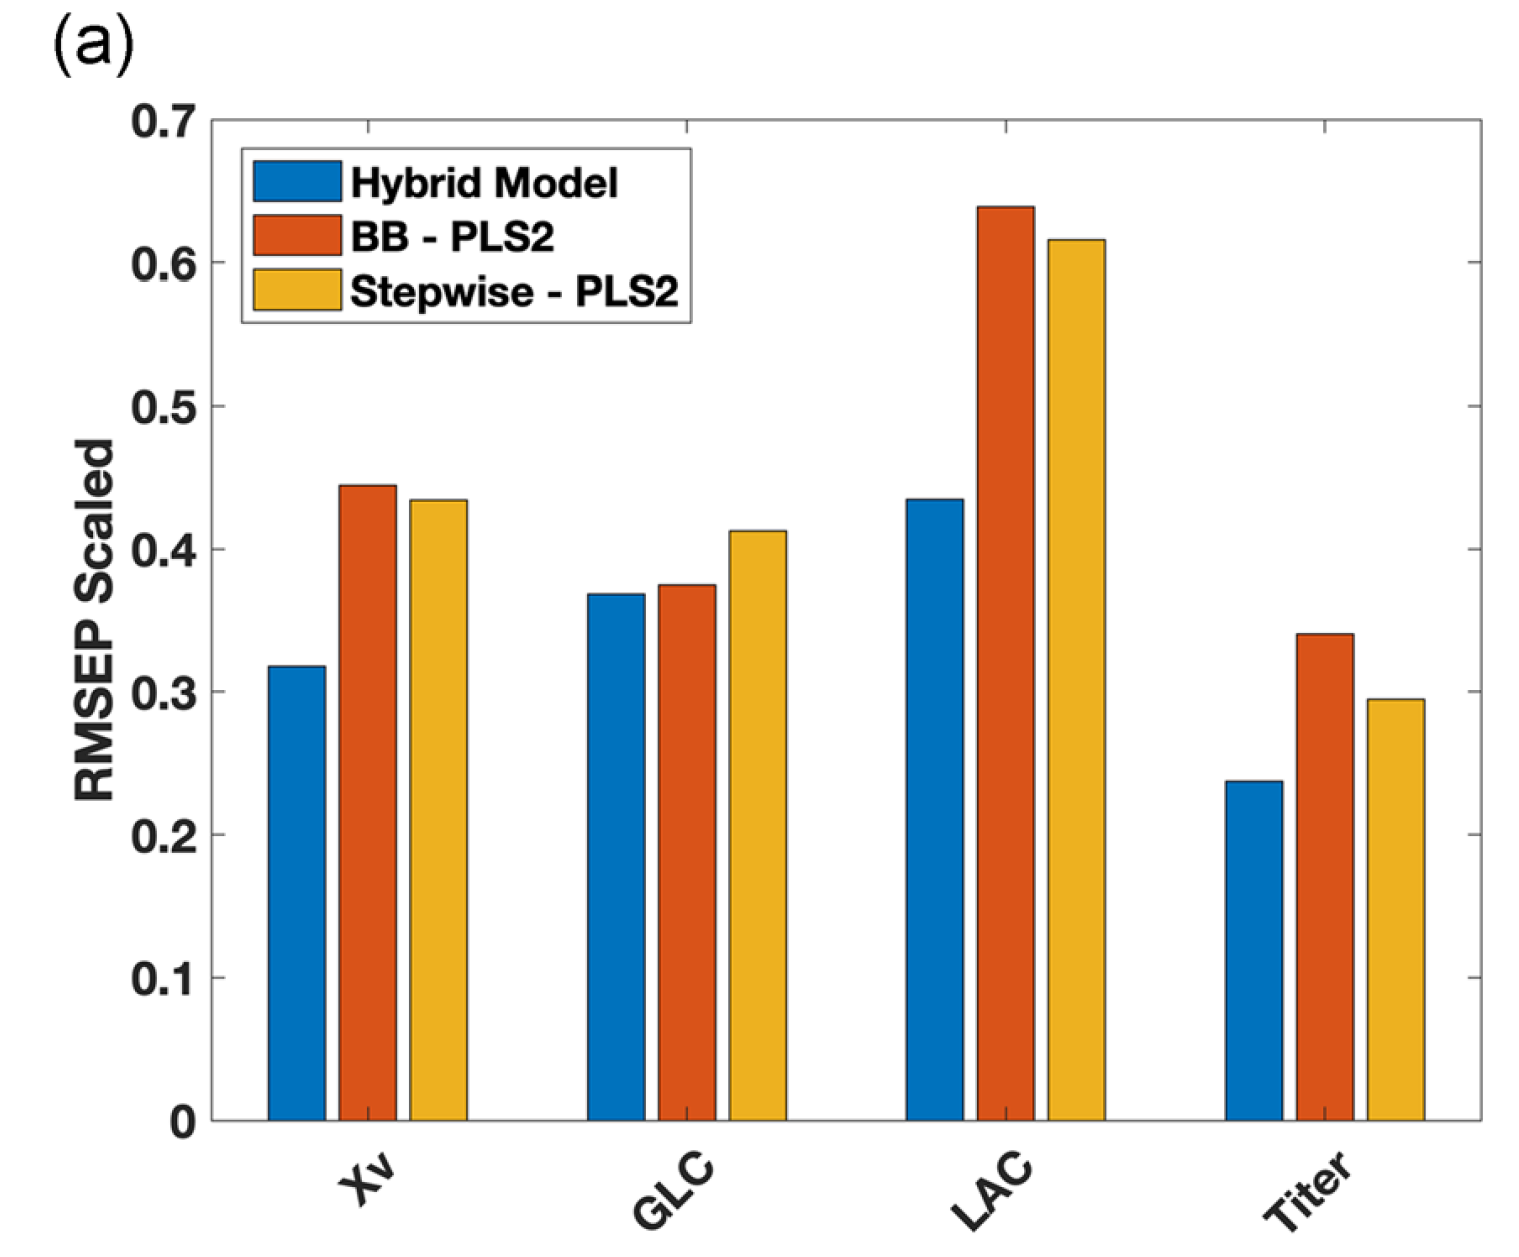 (a)
0.7
0.6
0.5
0.4
0.3
0.2
0.1
0
RMSEP Scaled
Hybrid Model
BB - PLS2
Stepwise - PLS2
Xv
GLC
LAC
Titer